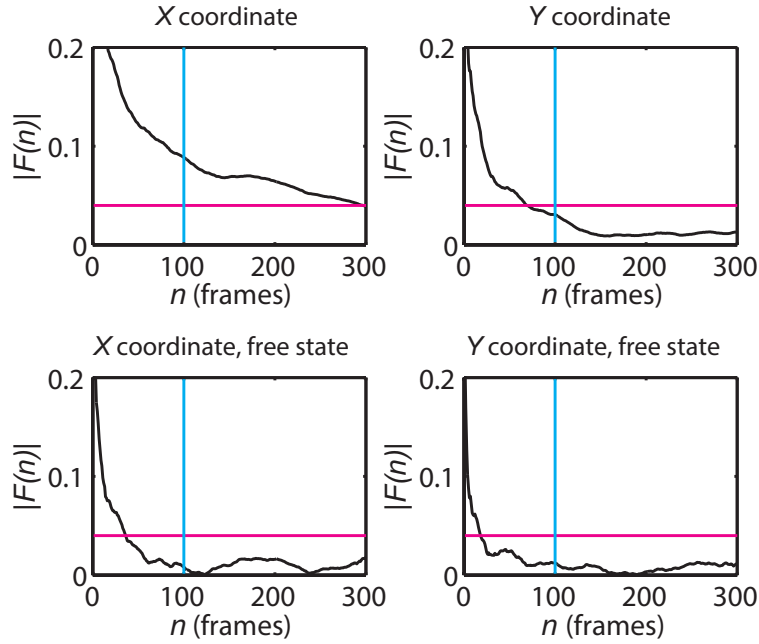 X coordinate
Y coordinate
|F(n)|
0.2
0.1
0
0 100 200 300
n (frames)
|F(n)|
0.2
0.1
0
0 100 200 300
n (frames)
X coordinate, free state
Y coordinate, free state
|F(n)|
0.2
0.1
0
0 100 200 300
n (frames)
|F(n)|
0.2
0.1
0
0 100 200 300
n (frames)